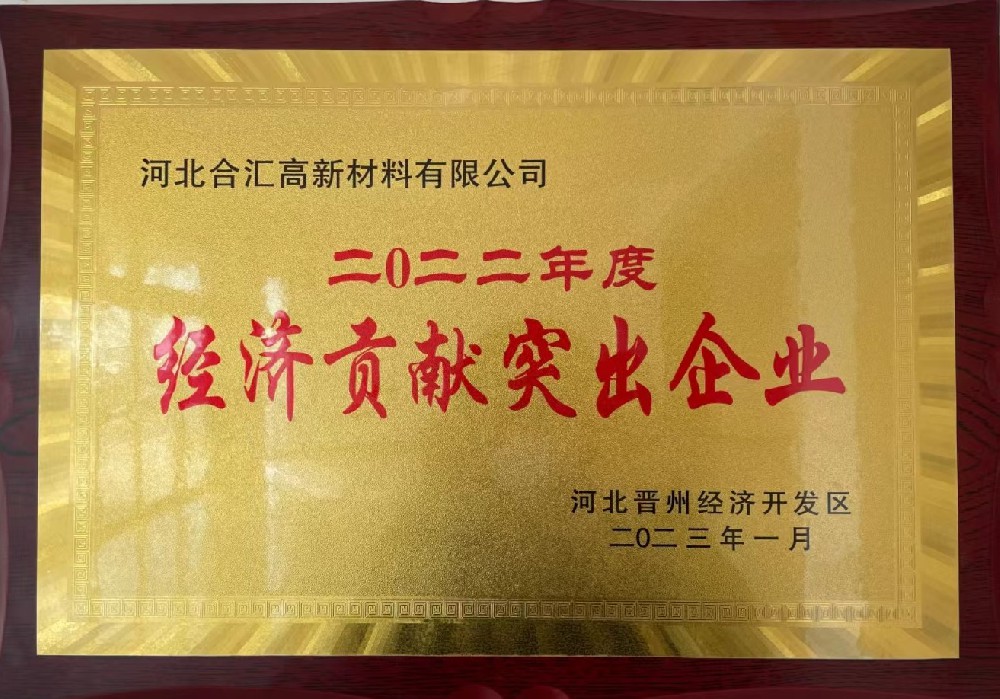 河北合汇高新材料有限公司
二0二二年度
经济贡献突出企业
河北晋州经济开发区
二〇二三年一月